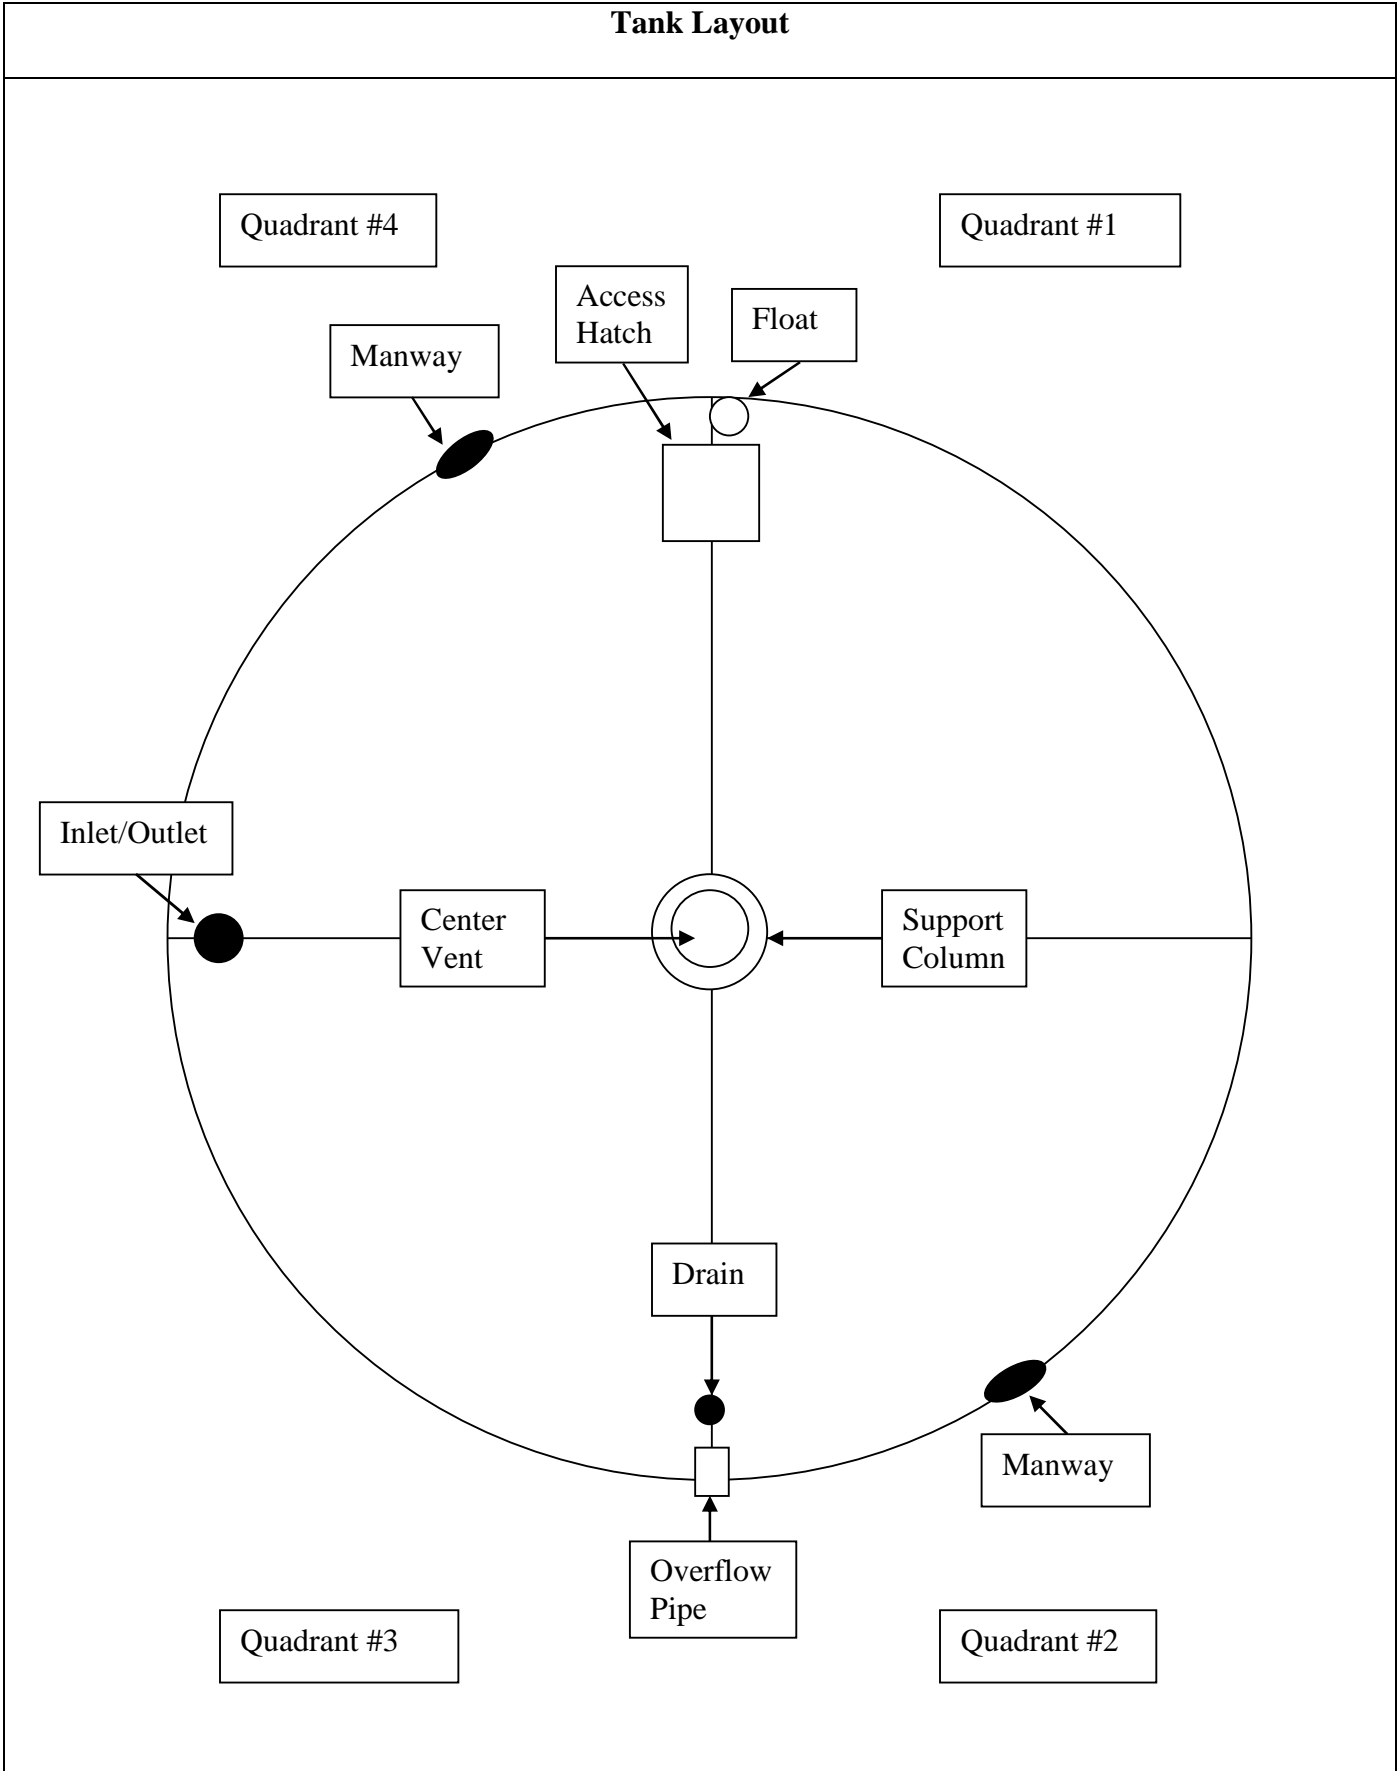 Tank Layout
Quadrant #4
Quadrant #1
Access
Hatch
Float
Manway
Inlet/Outlet
Center
Vent
Support
Column
Drain
Manway
Overflow
Pipe
Quadrant #3
Quadrant #2